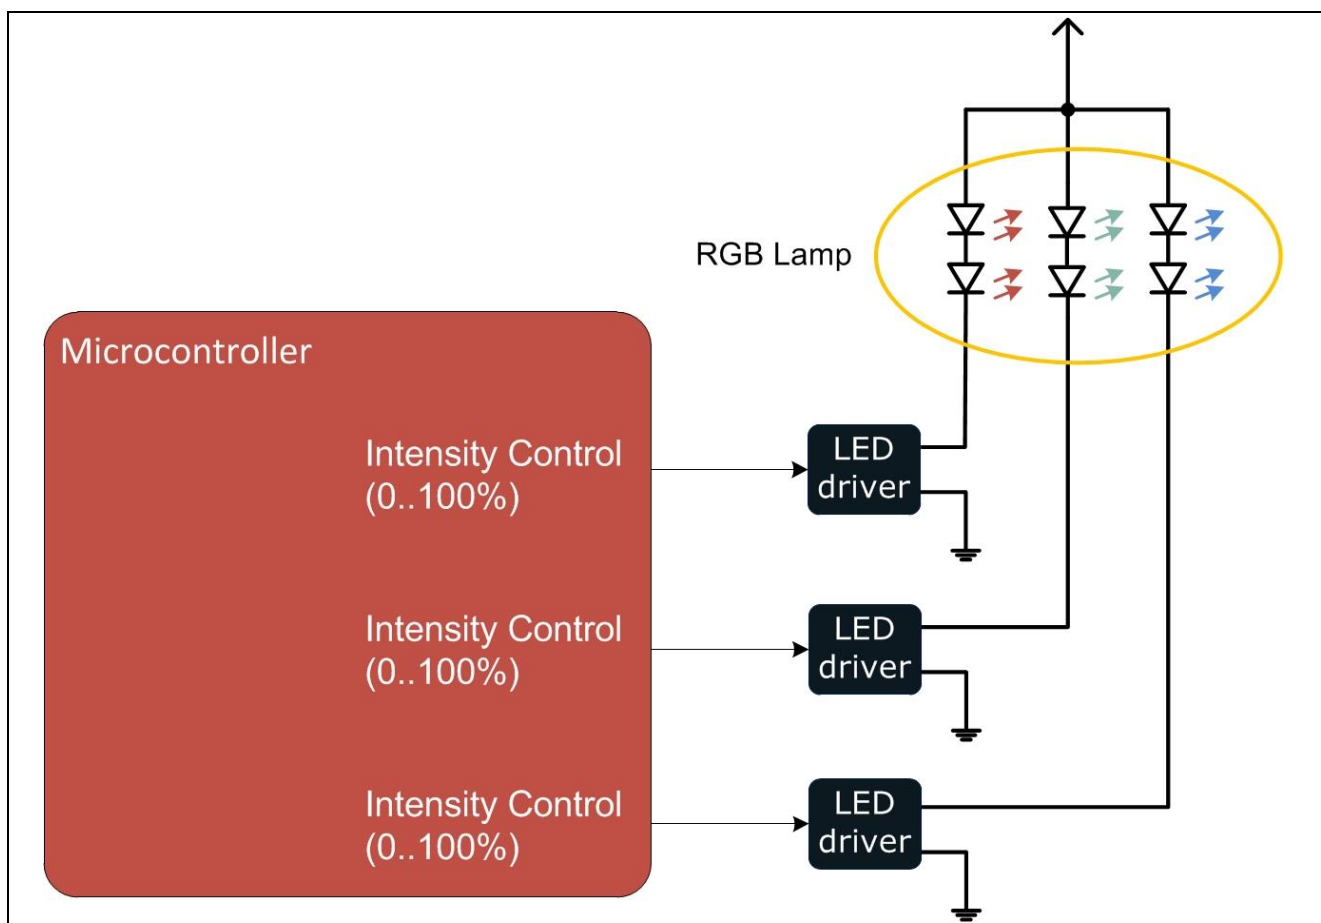 RGB Lamp
Microcontroller
Intensity Control
(0..100%)
LED
driver
Intensity Control
(0..100%)
LED
driver
Intensity Control
(0..100%)
LED
driver